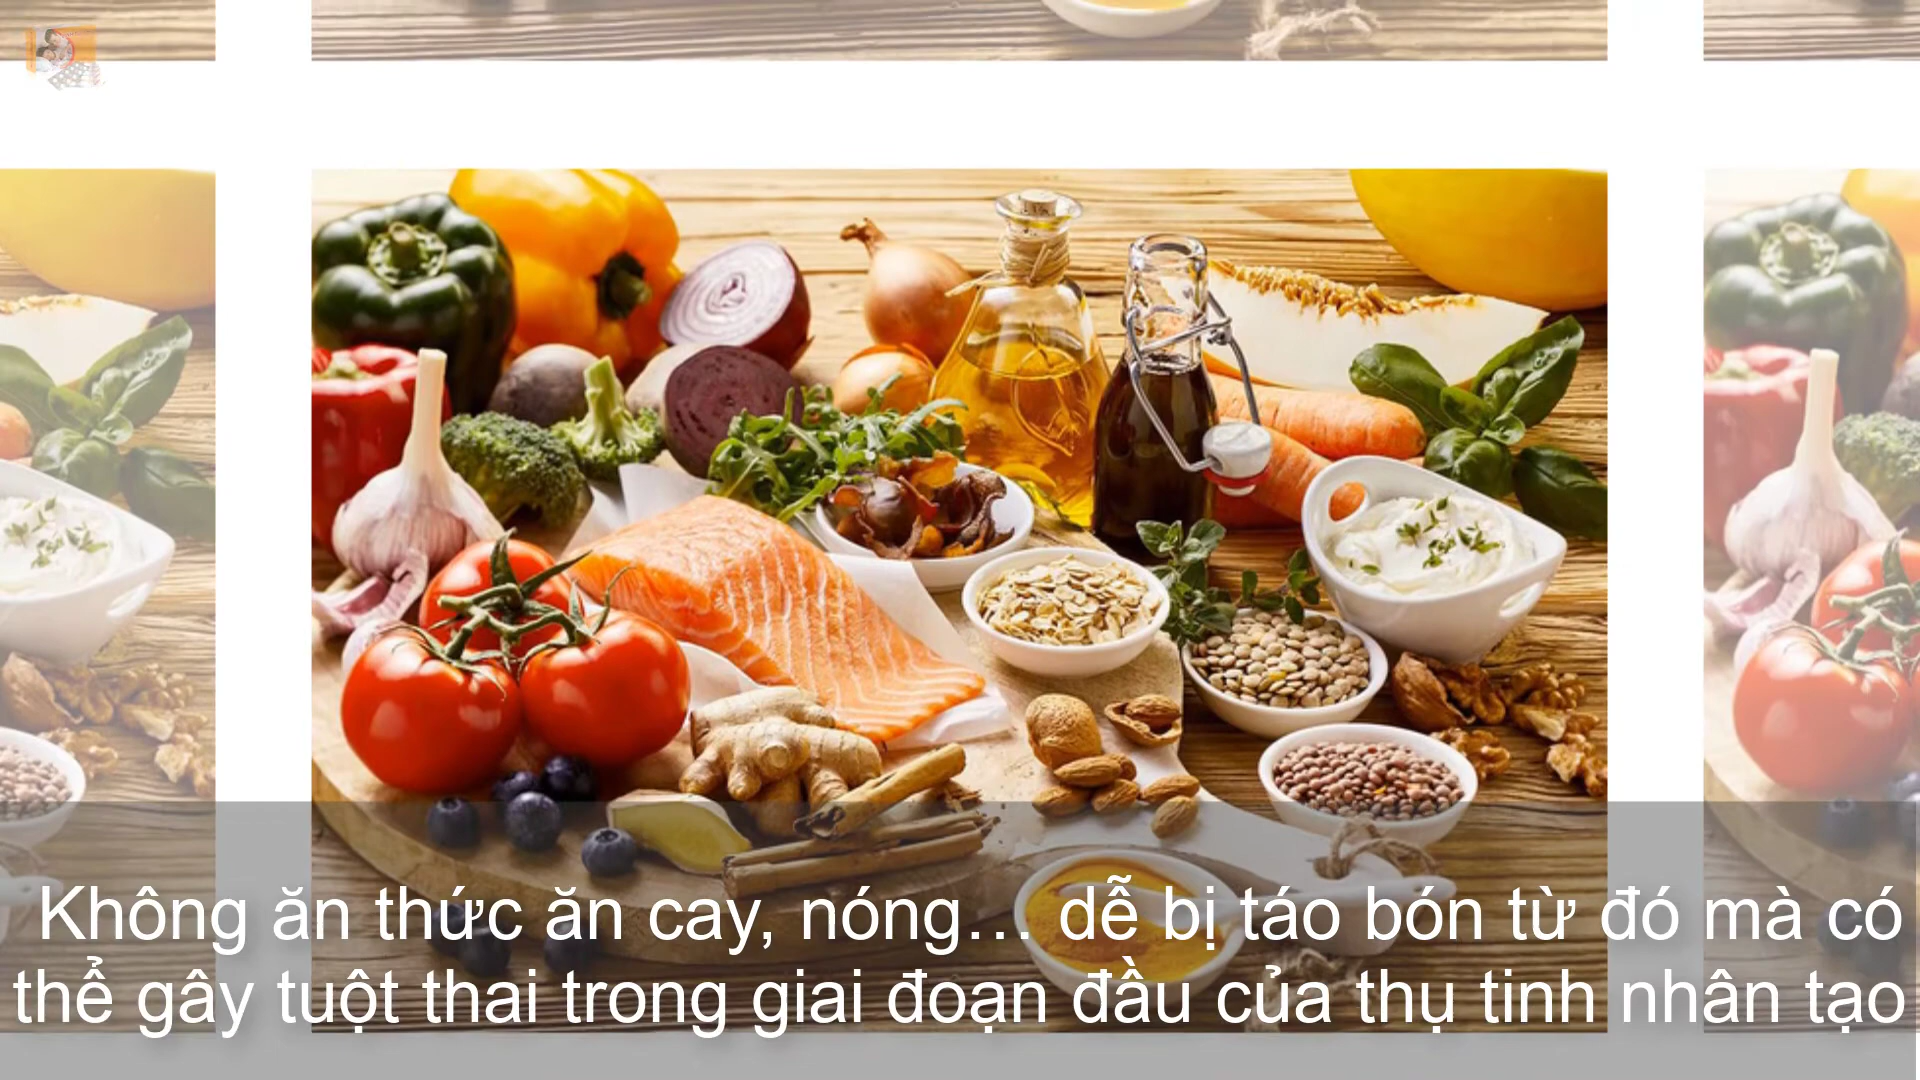 Không ăn thức ăn cay, nóng... dễ bị táo bón từ đó mà có
thể gây tuột thai trong giai đoạn đầu của thụ tinh nhân tạo